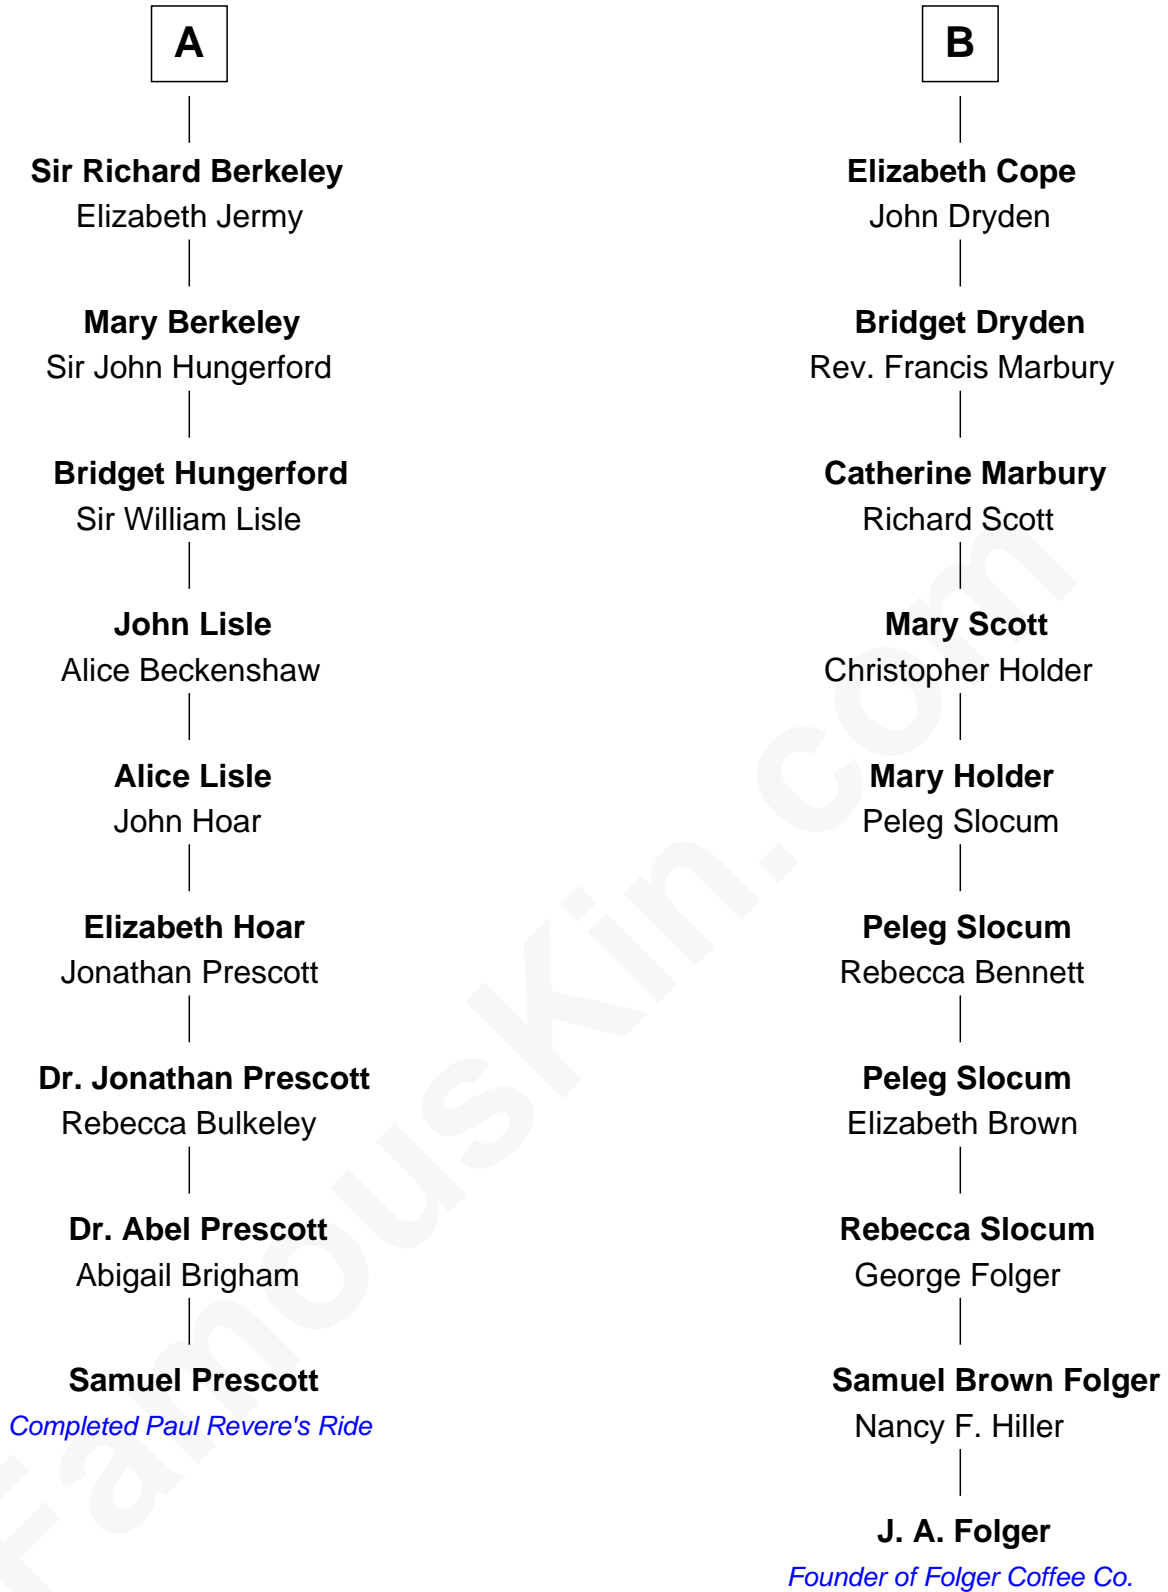 A
Sir Richard Berkeley
Elizabeth Jermy
Mary Berkeley
Sir John Hungerford
Bridget Hungerford
Sir William Lisle
John Lisle
Alice Beckenshaw
Alice Lisle
John Hoar
Elizabeth Hoar
Jonathan Prescott
Dr. Jonathan Prescott
Rebecca Bulkeley
Dr. Abel Prescott
Abigail Brigham
Samuel Prescott
Completed Paul Revere's Ride
B
Elizabeth Cope
John Dryden
Bridget Dryden
Rev. Francis Marbury
Catherine Marbury
Richard Scott
Mary Scott
Christopher Holder
Mary Holder
Peleg Slocum
Peleg Slocum
Rebecca Bennett
Peleg Slocum
Elizabeth Brown
Rebecca Slocum
George Folger
Samuel Brown Folger
Nancy F. Hiller
J. A. Folger
Founder of Folger Coffee Co.
FamousKin.com